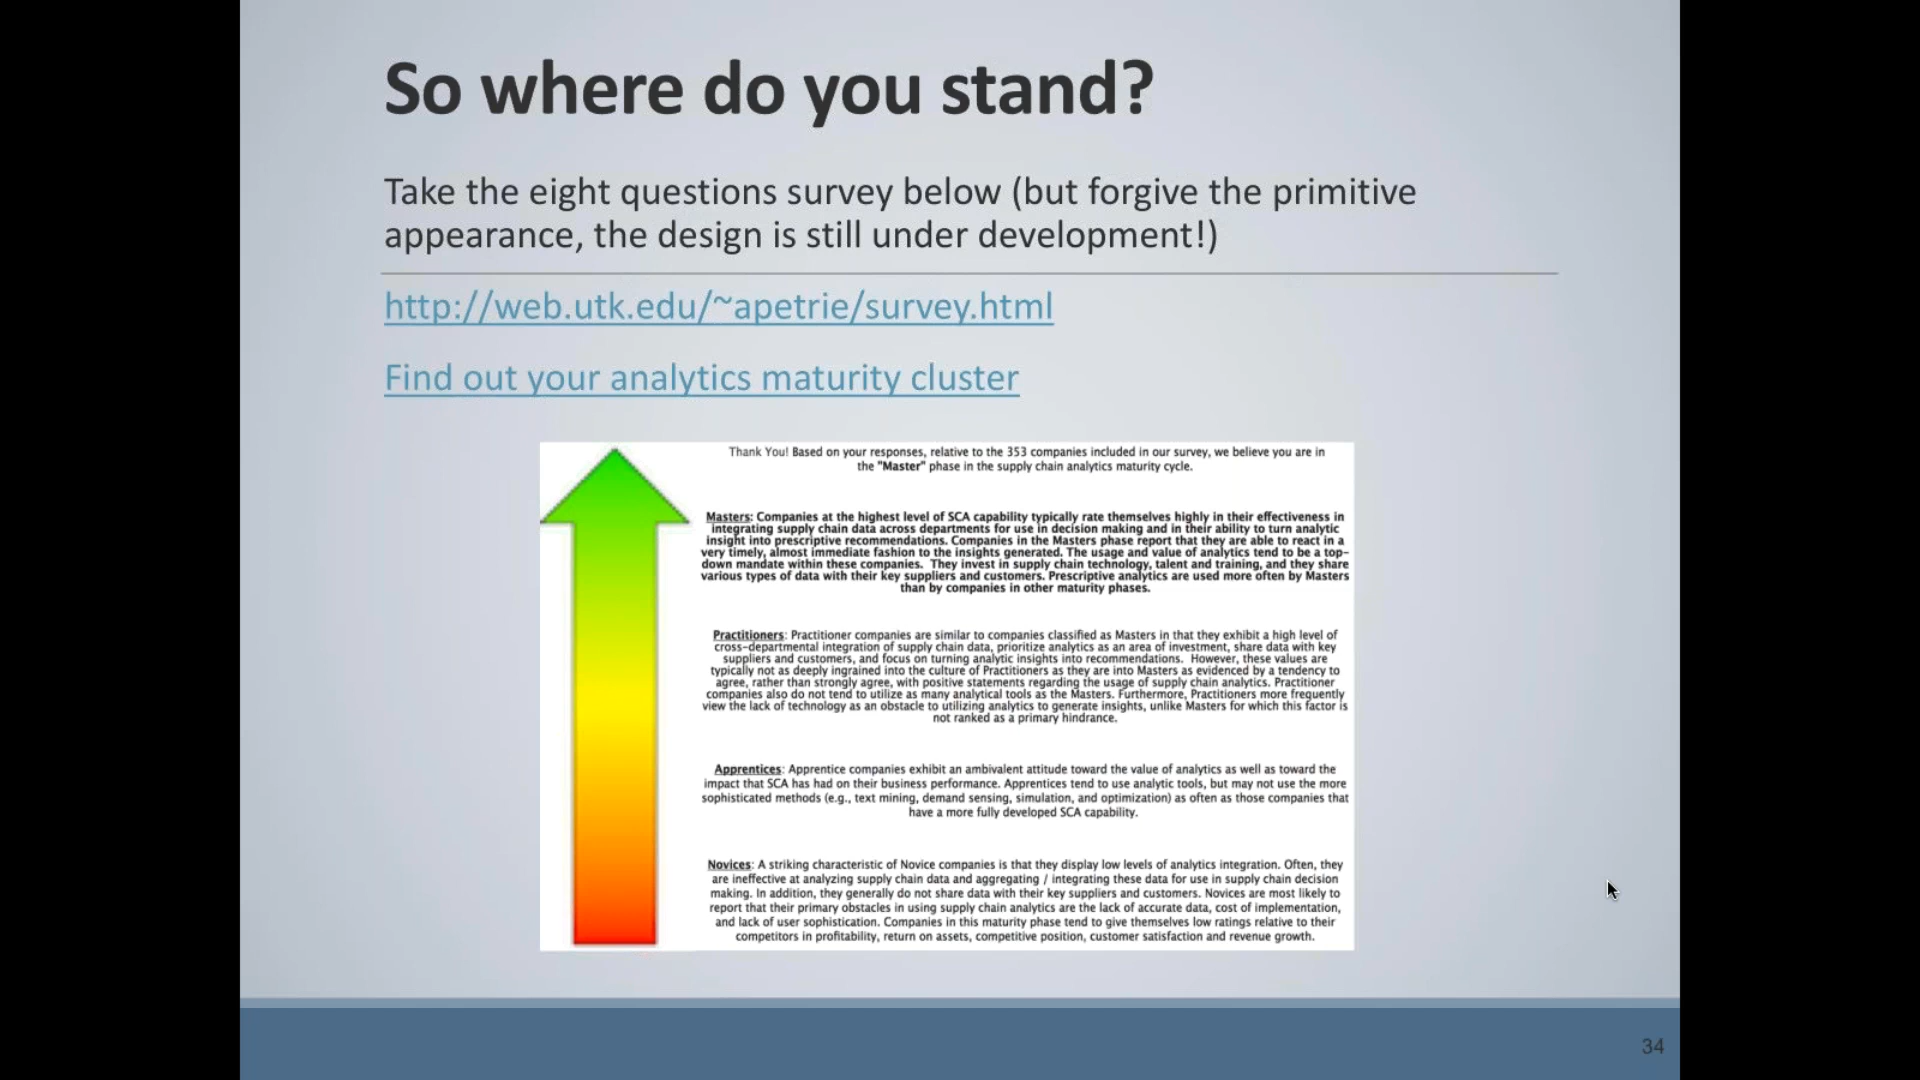 So where do you stand?
Take the eight questions survey below (but forgive the primitive
appearance, the design is still under development!)
http://web.utk.edu/~apetrie/survey.html
Find out your analytics maturity cluster
Thank You! Based on your responses, relative to the 353 companies included in our survey, we believe you are in
the "Master" phase in the supply chain analytics maturity cycle.
Masters: Companies at the highest level of SCA capability typically rate themselves highly in their effectiveness in
integrating supply chain data across departments for use in decision making and in their ability to turn analytic
insight into prescriptive recommendations. Companies in the Masters phase report that they are able to react in a
very timely, almost immediate fashion to the insights generated. The usage and value of analytics tend to be a top-
down mandate within these companies. They invest in supply chain technology, talent and training, and they share
various types of data with their key suppliers and customers. Prescriptive analytics are used more often by Masters
than by companies in other maturity phases.
Practitioners: Practitioner companies are similar to companies classified as Masters in that they exhibit a high level of
cross-departmental integration of supply chain data, prioritize analytics as an area of investment, share data with key
suppliers and customers, and focus on turning analytic insights into recommendations. However, these values are
typically not as deeply ingrained into the culture of Practitioners as they are into Masters as evidenced by a tendency to
agree, rather than strongly agree, with positive statements regarding the usage of supply chain analytics. Practitioner
companies also do not tend to utilize as many analytical tools as the Masters. Furthermore, Practitioners more frequently
view the lack of technology as an obstacle to utilizing analytics to generate insights, unlike Masters for which this factor is
not ranked as a primary hindrance.
Apprentices: Apprentice companies exhibit an ambivalent attitude toward the value of analytics as well as toward the
impact that SCA has had on their business performance. Apprentices tend to use analytic tools, but may not use the more
sophisticated methods (e.g., text mining, demand sensing, simulation, and optimization) as often as those companies that
have a more fully developed SCA capability.
Novices: A striking characteristic of Novice companies is that they display low levels of analytics integration. Often, they
are ineffective at analyzing supply chain data and aggregating / integrating these data for use in supply chain decision
making. In addition, they generally do not share data with their key suppliers and customers. Novices are most likely to
report that their primary obstacles in using supply chain analytics are the lack of accurate data, cost of implementation,
and lack of user sophistication. Companies in this maturity phase tend to give themselves low ratings relative to their
competitors in profitability, return on assets, competitive position, customer satisfaction and revenue growth.
34